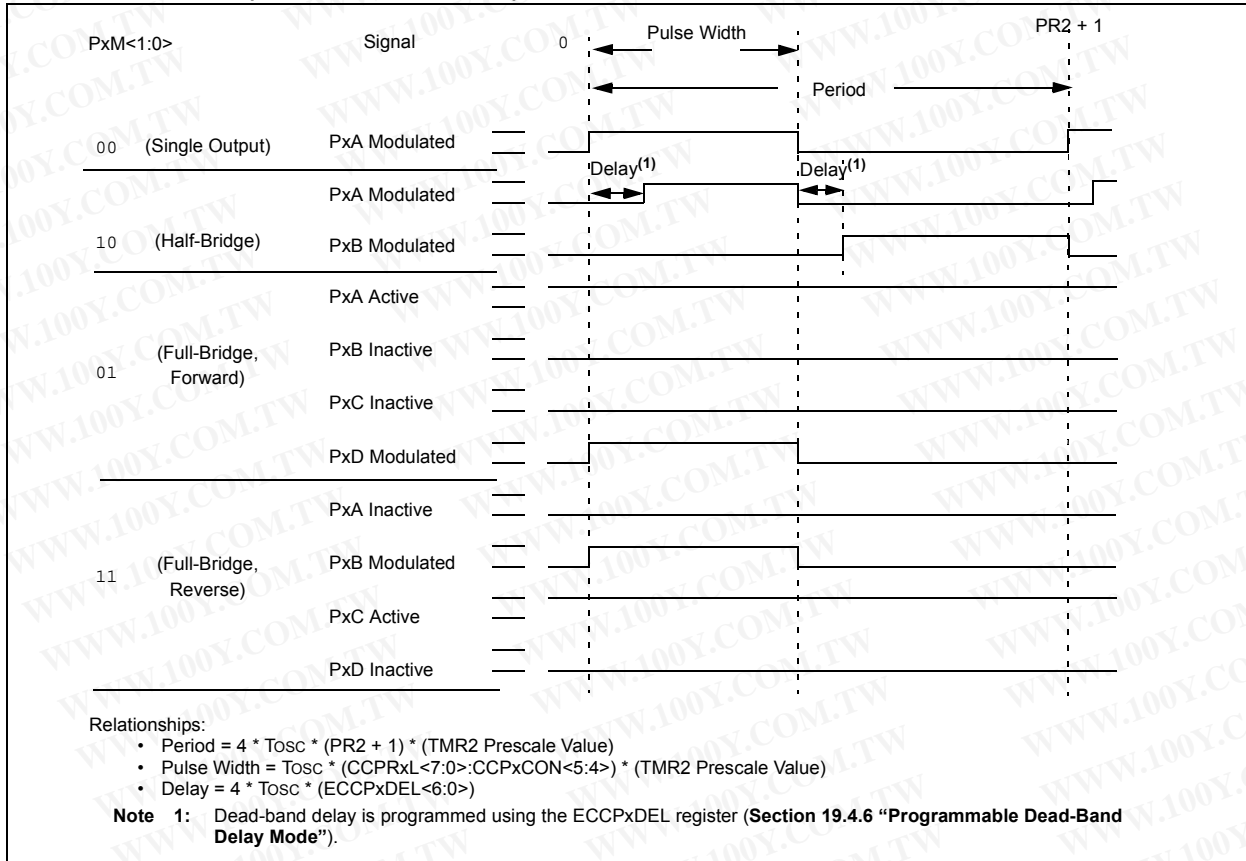 PxM<1:0> Signal 0 Pulse Width PR2 + 1
Period
00 (Single Output) PxA Modulated
Delay(1) Delay(1)
PxA Modulated
10 (Half-Bridge) PxB Modulated
PxA Active
01 (Full-Bridge, Forward) PxB Inactive
PxC Inactive
PxD Modulated
PxA Inactive
11 (Full-Bridge, Reverse) PxB Modulated
PxC Active
PxD Inactive
Relationships:
• Period = 4 * TOSC * (PR2 + 1) * (TMR2 Prescale Value)
• Pulse Width = TOSC * (CCPRxL<7:0>:CCPxCON<5:4>) * (TMR2 Prescale Value)
• Delay = 4 * TOSC * (ECCPxDEL<6:0>)
Note 1: Dead-band delay is programmed using the ECCPxDEL register (Section 19.4.6 “Programmable Dead-Band
Delay Mode”).
WWW.100Y.COM.TW